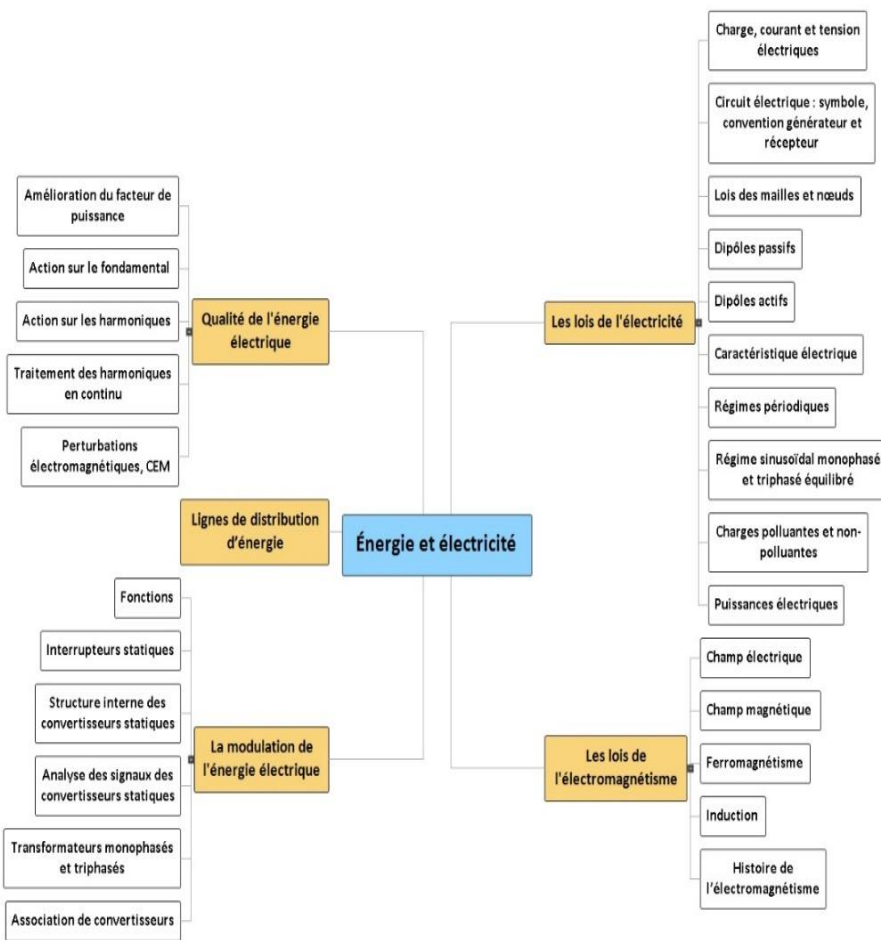 Énergie et électricité
Les lois de l'électricité
Charge, courant et tension
électriques
Circuit électrique : symbole,
convention générateur et
récepteur
Lois des mailles et nœuds
Dipôles passifs
Dipôles actifs
Caractéristique électrique
Régimes périodiques
Régime sinusoïdal monophasé
et triphasé équilibré
Charges polluantes et non-
polluantes
Puissances électriques
Les lois de
l'électromagnétisme
Champ électrique
Champ magnétique
Ferromagnétisme
Induction
Histoire de
l'électromagnétisme
Qualité de l'énergie
électrique
Amélioration du facteur de
puissance
Action sur le fondamental
Action sur les harmoniques
Traitement des harmoniques
en continu
Perturbations
électromagnétiques, CEM
Lignes de distribution
d'énergie
La modulation de
l'énergie électrique
Fonctions
Interrupteurs statiques
Structure interne des
convertisseurs statiques
Analyse des signaux des
convertisseurs statiques
Transformateurs monophasés
et triphasés
Association de convertisseurs